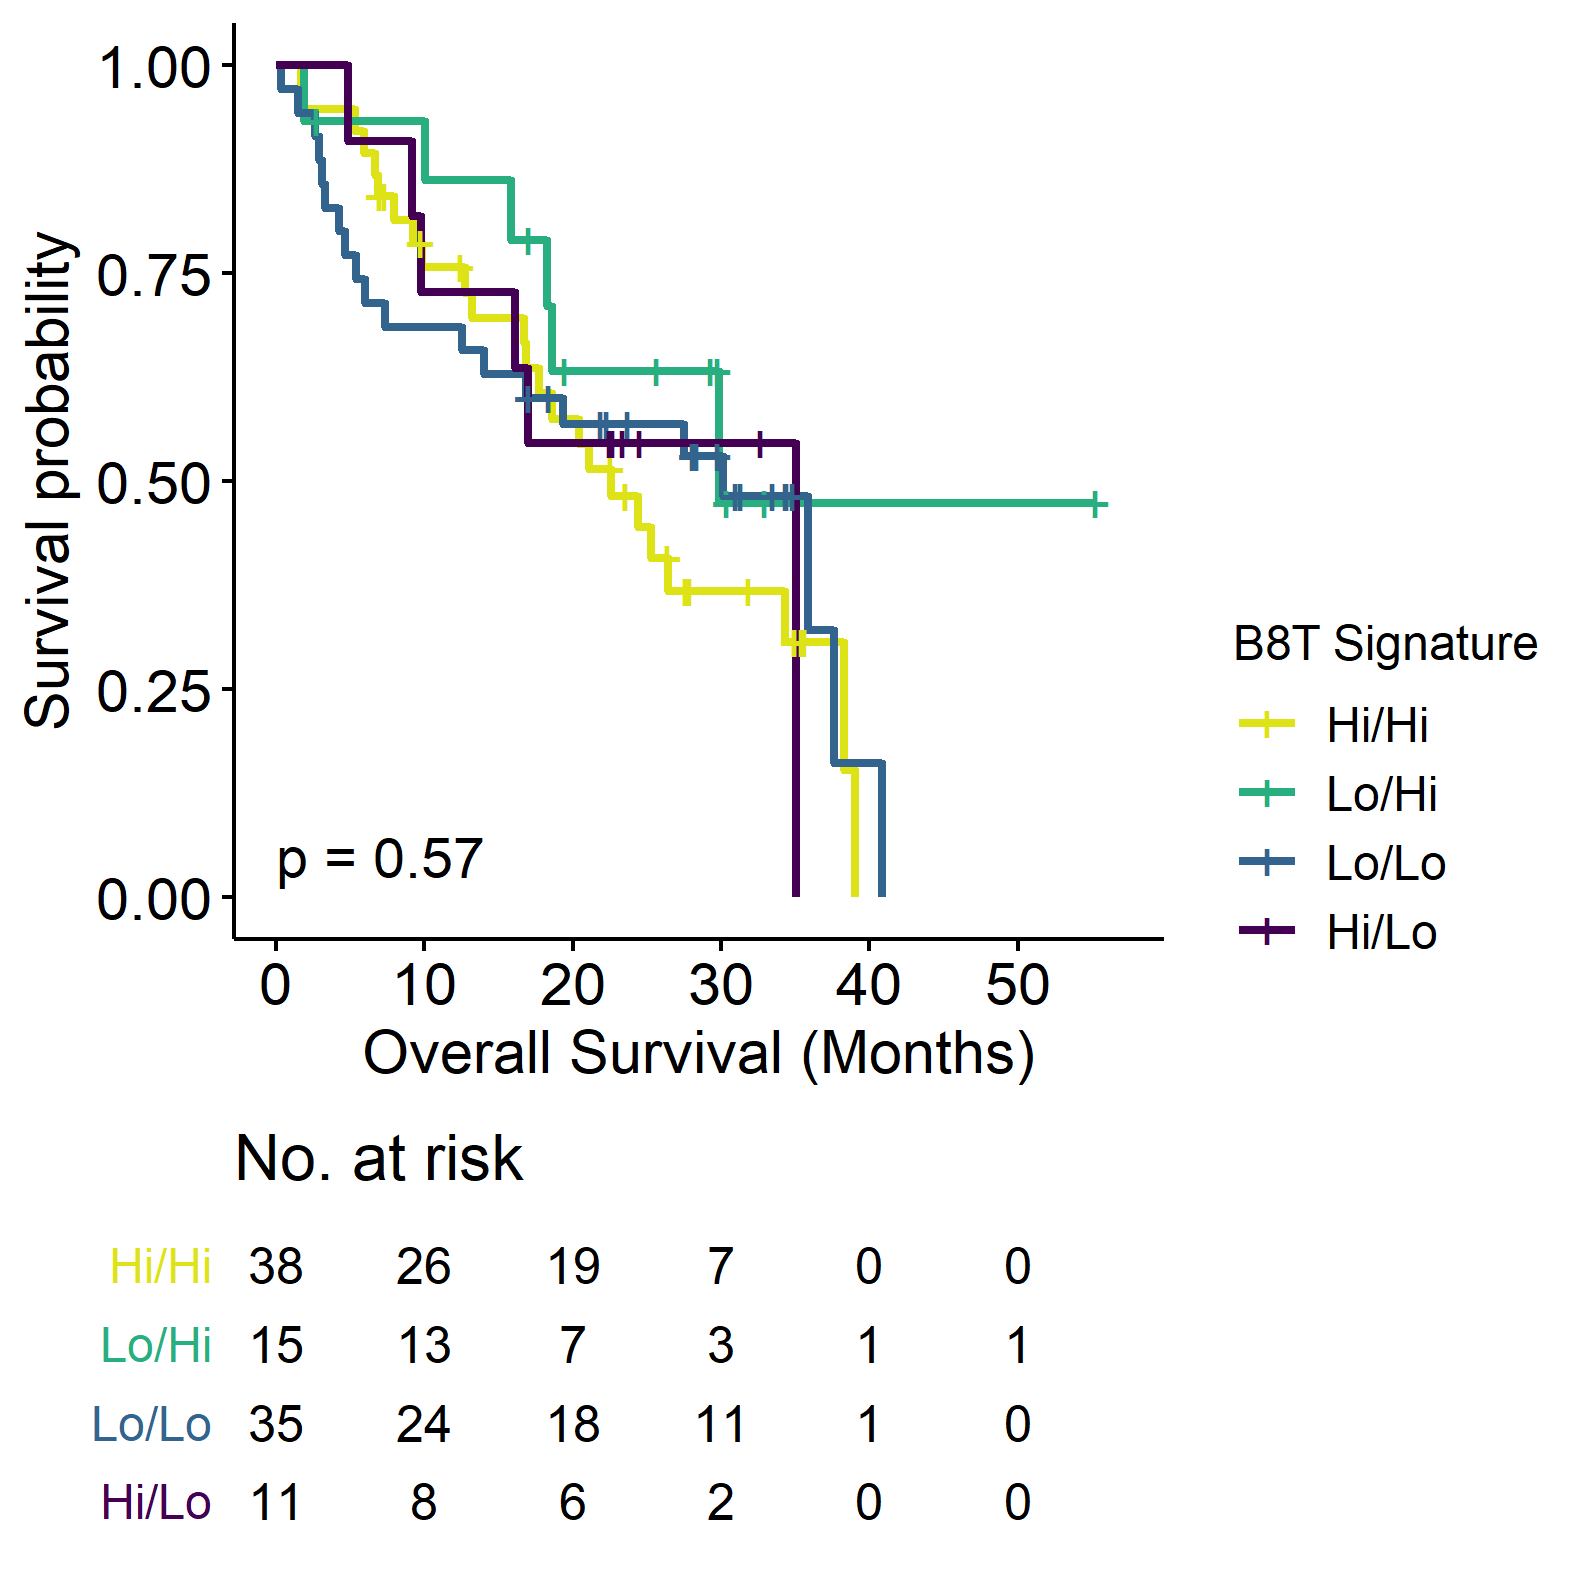 1.00
0.75
0.50
0.25
0.00
Survival probability
p = 0.57
0 10 20 30 40 50
Overall Survival (Months)
B8T Signature
Hi/Hi
Lo/Hi
Lo/Lo
Hi/Lo
No. at risk
Hi/Hi 38 26 19 7 0 0
Lo/Hi 15 13 7 3 1 1
Lo/Lo 35 24 18 11 1 0
Hi/Lo 11 8 6 2 0 0